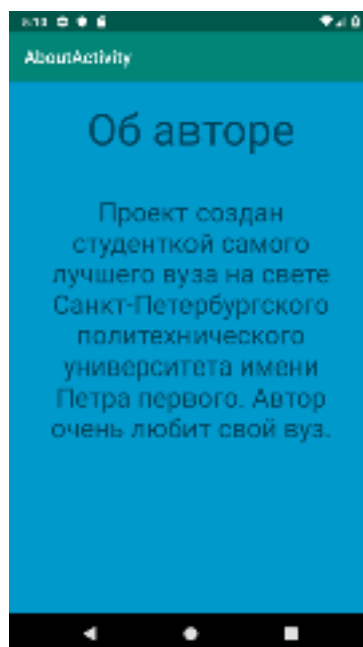 AboutActivity
Об авторе
Проект создан
студенткой самого
лучшего вуза на свете
Санкт-Петербургского
политехнического
университета имени
Петра первого. Автор
очень любит свой вуз.